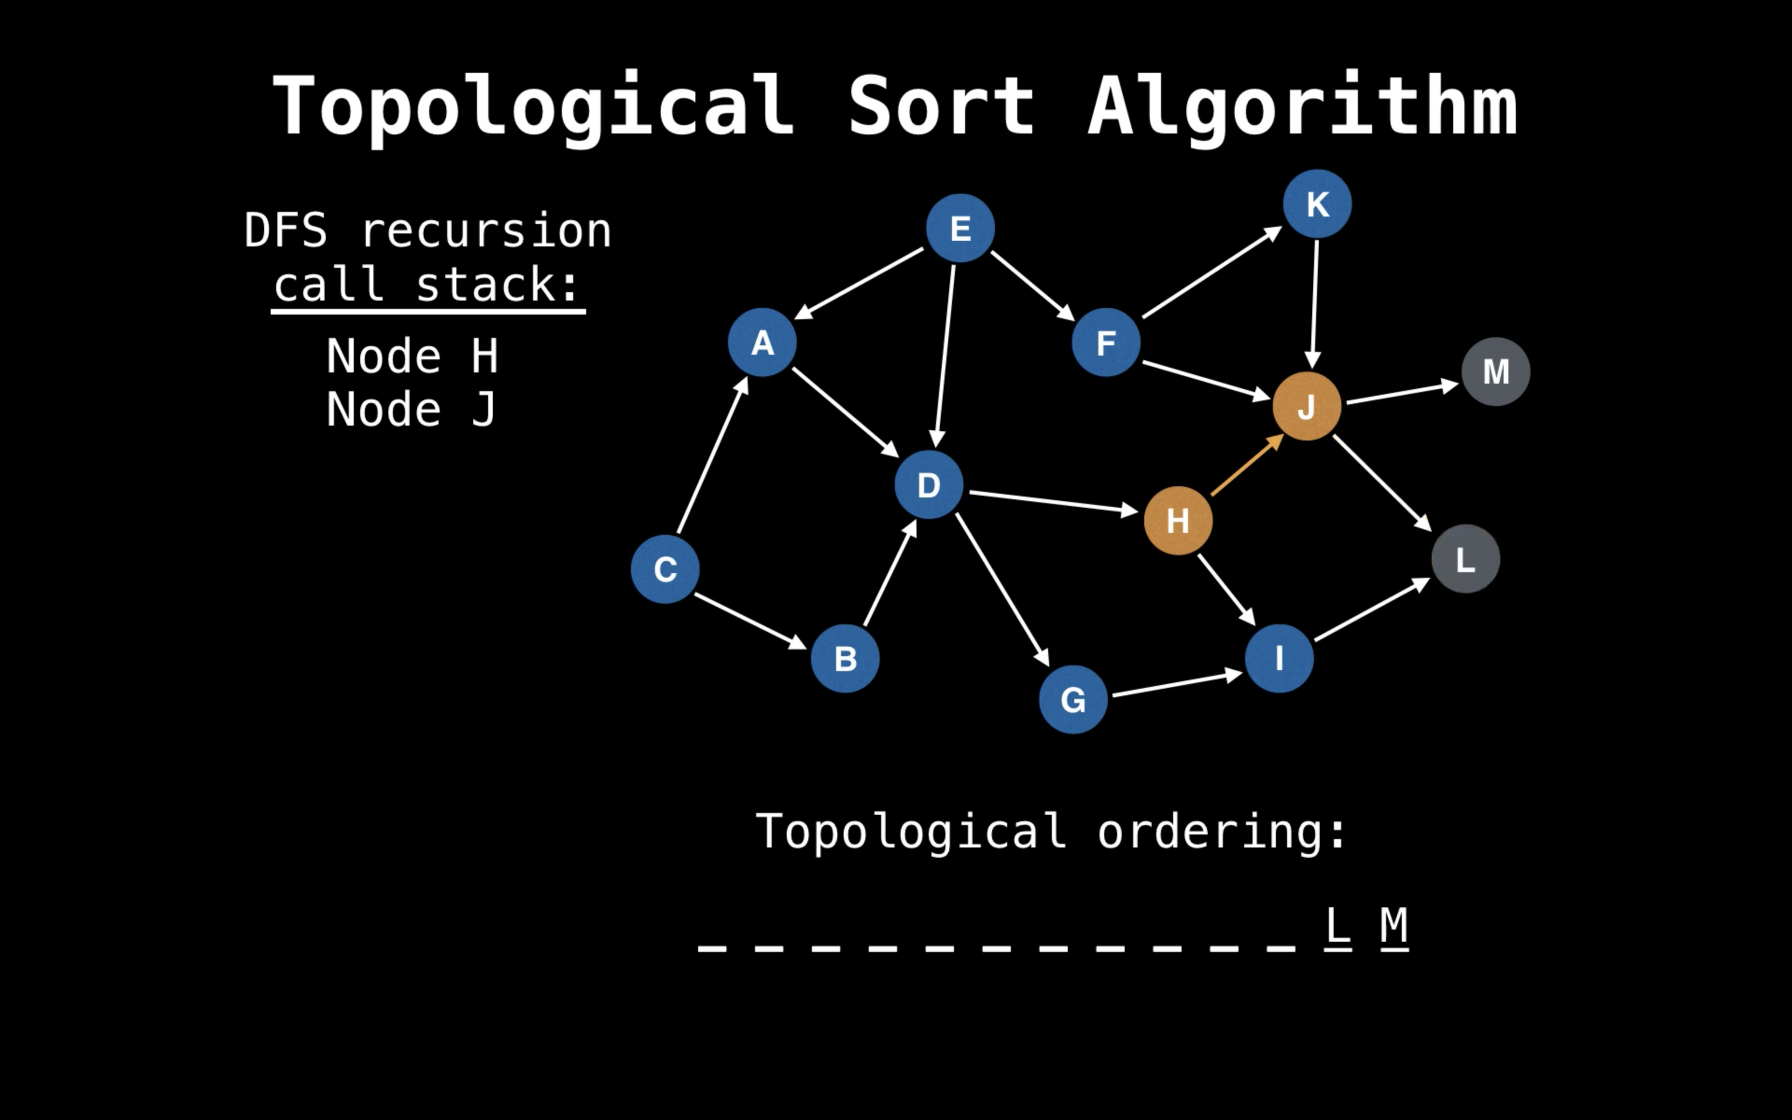 Topological Sort Algorithm
DFS recursion
call stack:
Node H
Node J
E
K
A
F
M
J
D
H
C
L
B
I
G
Topological ordering:
_ _ _ _ _ _ _ _ _ _ _ L M